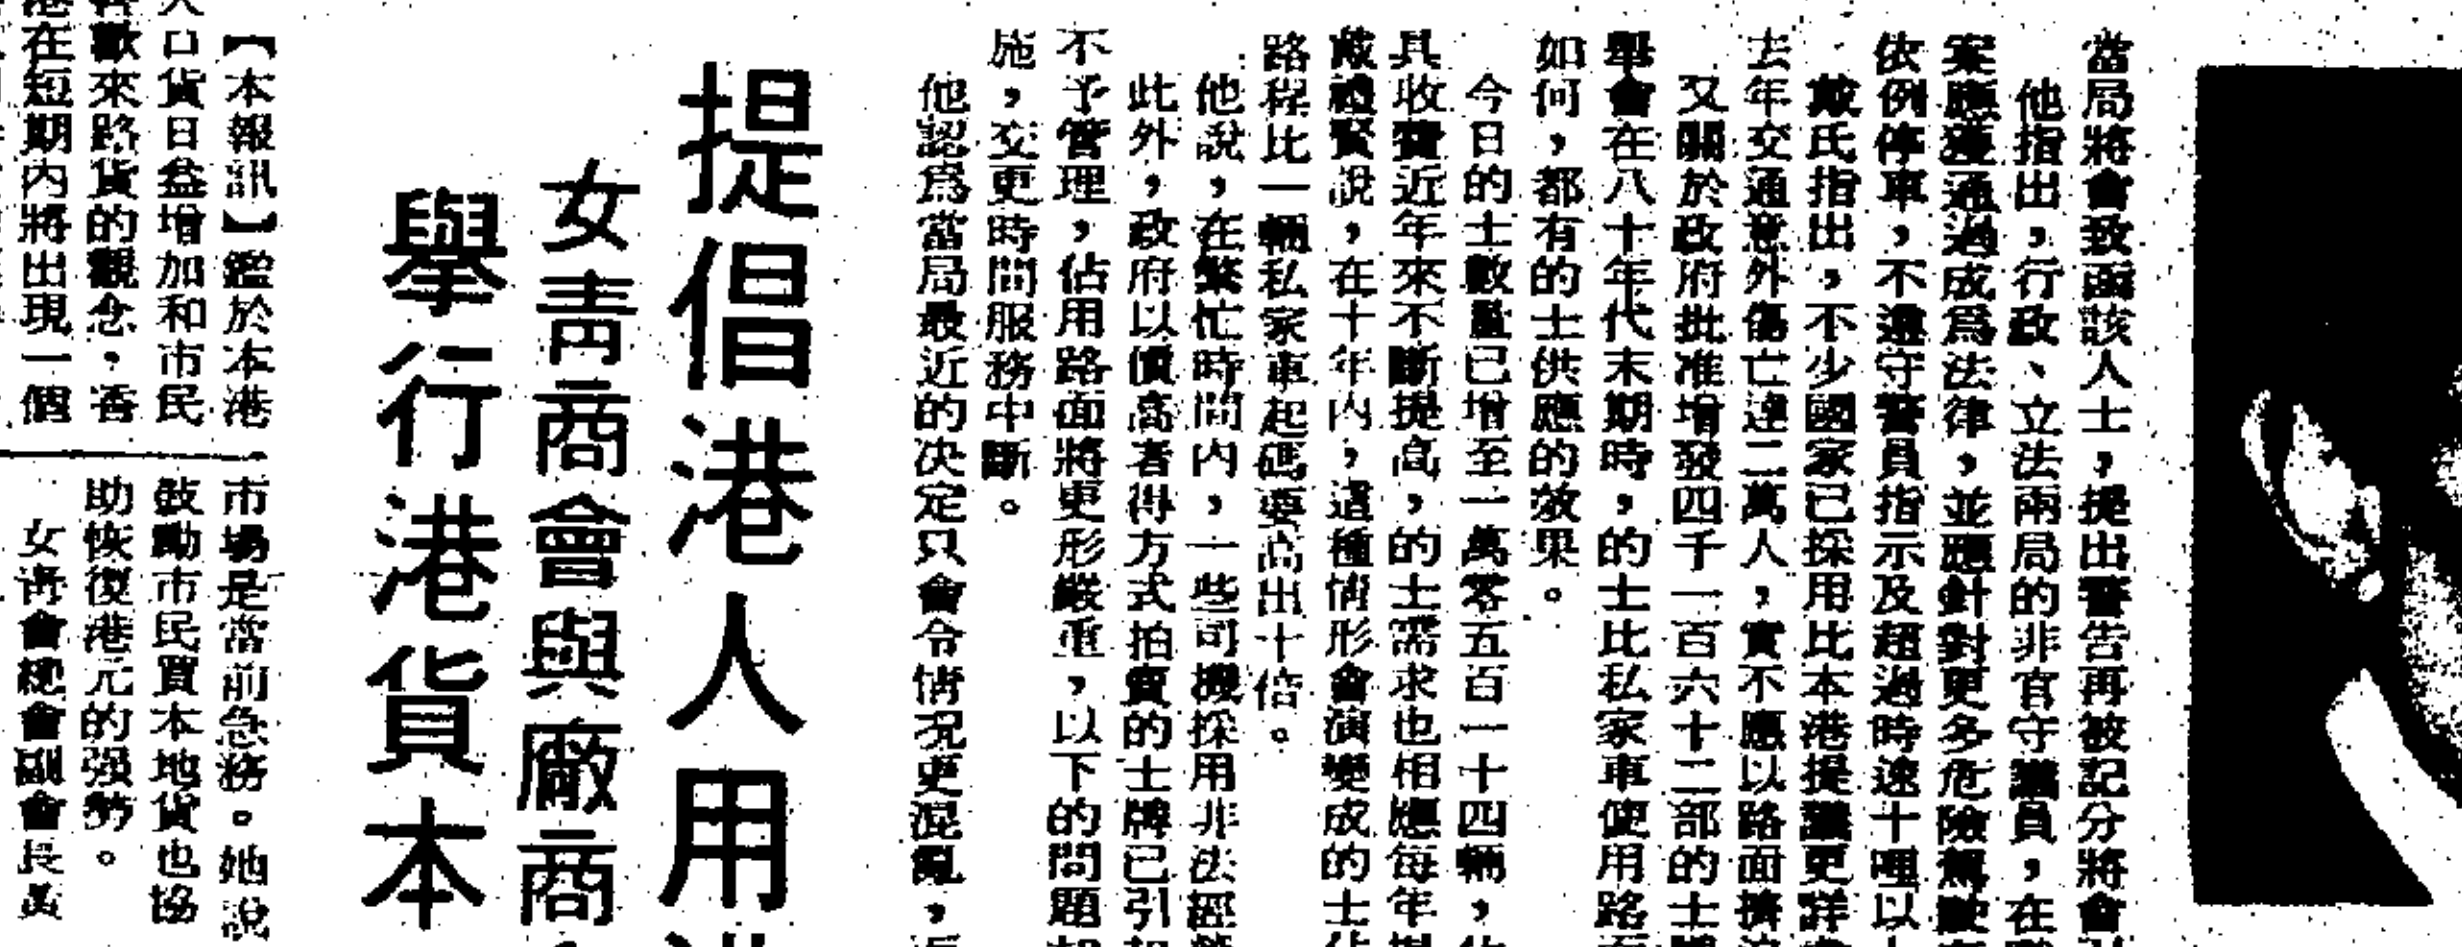 當局將會致函該人士，提出警告再被記分將會
他指出，行政、立法兩局的非官守議員，在
案應獲通過成爲法律，並應針對更多危險駕駛
依例停車，不遵守警員指示及超過時速十哩以
戴氏指出，不少國家已採用比本港提議更詳
去年交通意外傷亡達二萬人，實不應以路面擠
又關於政府批准增發四千一百六十二部的士牌
舉會在八十年代末期時，的士比私家車使用路
如何，都有的士供應的效果。
今日的士數量已增至一萬零五百一十四輛，
具收費近年來不斷提高，的士需求也相應每年
戴禮賢說，在十年內，這種情形會演變成的士
路程比一輛私家車起碼要高出十倍。
他說，在繁忙時間內，一些司機採用非法經
此外，政府以價高者得方式拍賣的士牌已引
不予管理，佔用路面將更形嚴重，以下的問題
施，交更時間服務中斷。
他認爲當局最近的决定只會令情况更混亂，
提倡港人用
女靑商會與廠商
舉行港貨本
【本報訊】鑑於本港
口貨日益增加和市民
歡來路貨的觀念，香
港在短期內將出現一個
市場是當前急務。她說
鼓勵市民買本地貨也協
助恢復港元的强勢。
女靑會總會副會長黃